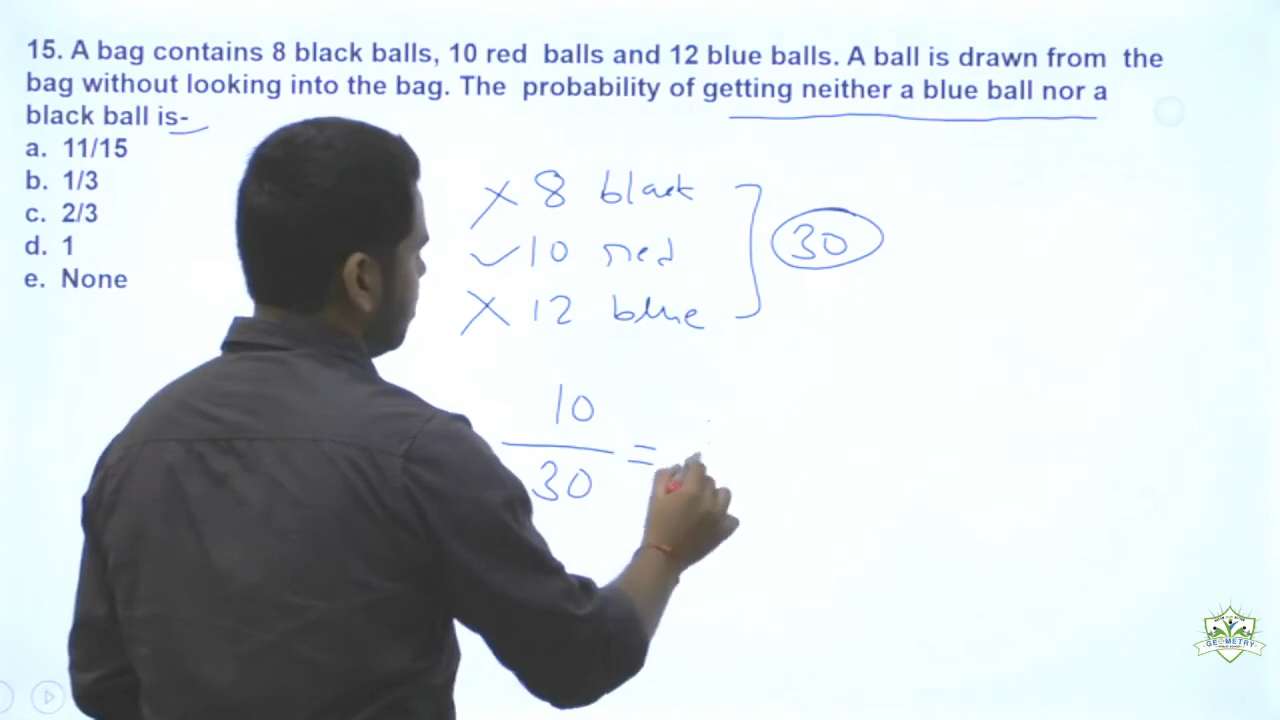 15. A bag contains 8 black balls, 10 red balls and 12 blue balls. A ball is drawn from the
bag without looking into the bag. The probability of getting neither a blue ball nor a
black ball is-
a. 11/15
b. 1/3
c. 2/3
d. 1
e. None
× 8 black
✓ 10 red
× 12 blue
30
10
30 =
GEOMETRY